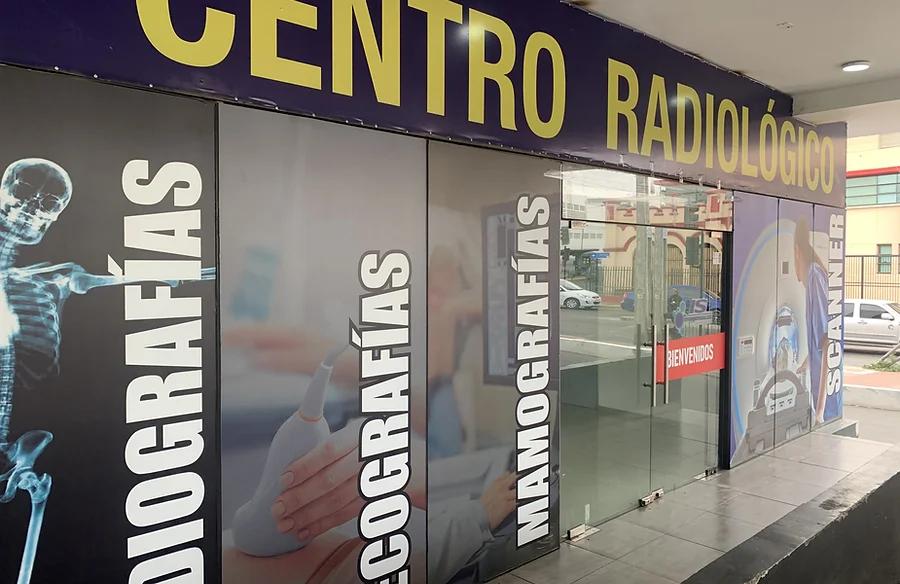 CENTRO RADIOLÓGICO
DIOGRAFÍAS
ECOGRAFÍAS
MAMOGRAFÍAS
BIENVENIDOS
SCANNER